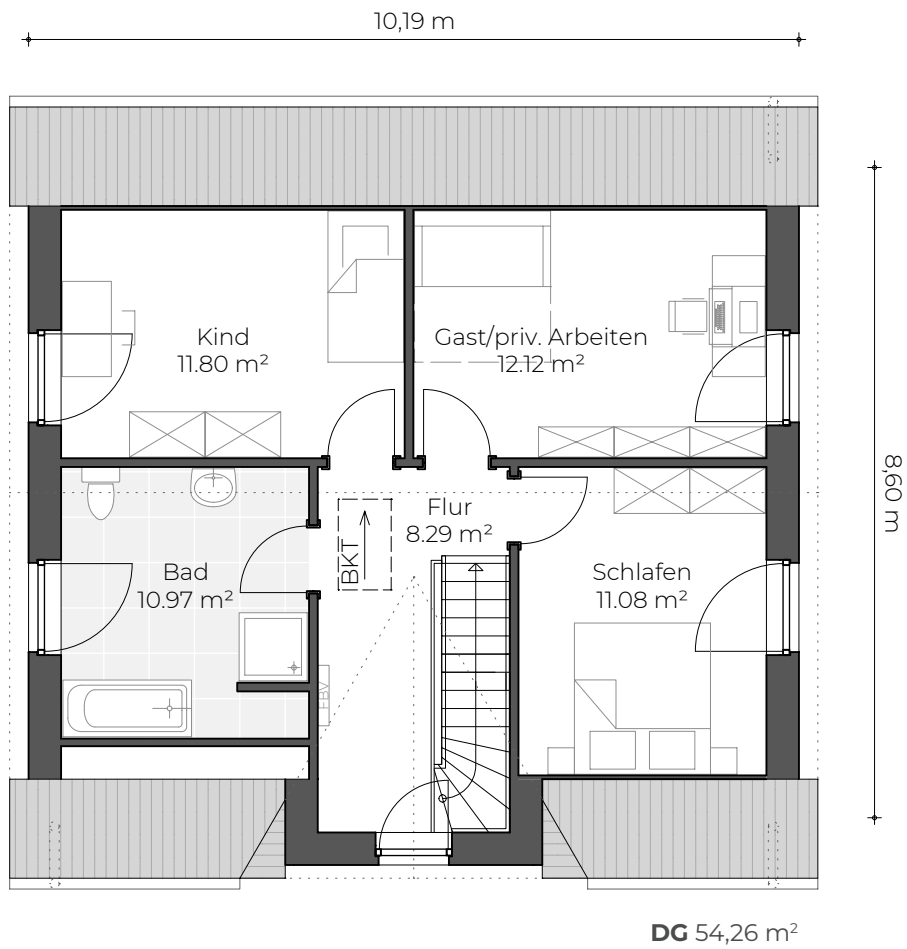 10,19 m
Kind
11.80 m²
Gast/priv. Arbeiten
12.12 m²
8,60 m
Flur
8.29 m²
BKT
Bad
10.97 m²
Schlafen
11.08 m²
FBV
DG 54,26 m²